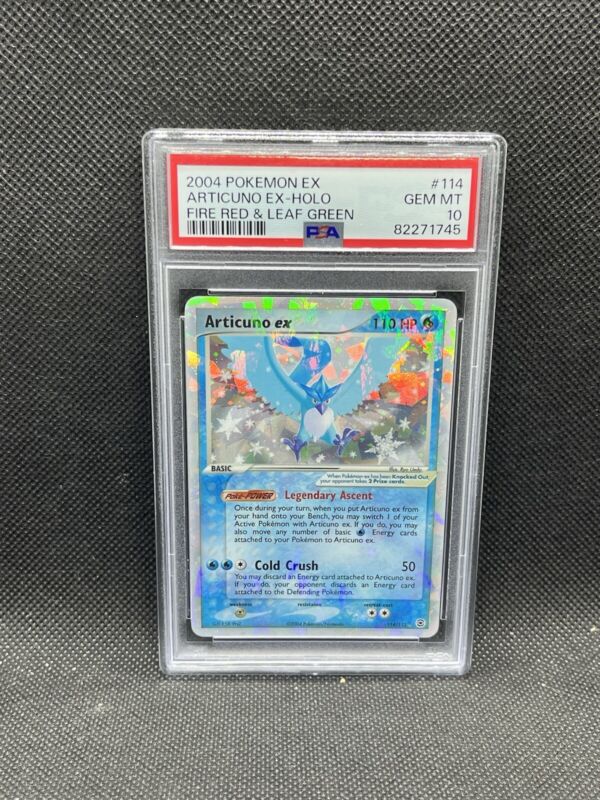 2004 POKEMON EX #114
ARTICUNO EX-HOLO GEM MT
FIRE RED & LEAF GREEN 10
PSA 82271745
Articuno ex 110 HP
BASIC
Illus. Ryo Ueda
When Pokémon-ex has been Knocked Out,
your opponent takes 2 Prize cards.
Poké-POWER Legendary Ascent
Once during your turn, when you put Articuno ex from
your hand onto your Bench, you may switch 1 of your
Active Pokémon with Articuno ex. If you do, you may
also move any number of basic Energy cards
attached to your Pokémon to Articuno ex.
Cold Crush 50
You may discard an Energy card attached to Articuno ex.
If you do, your opponent discards an Energy card
attached to the Defending Pokémon.
weakness resistance retreat cost
©2004 Pokémon/Nintendo 114/112